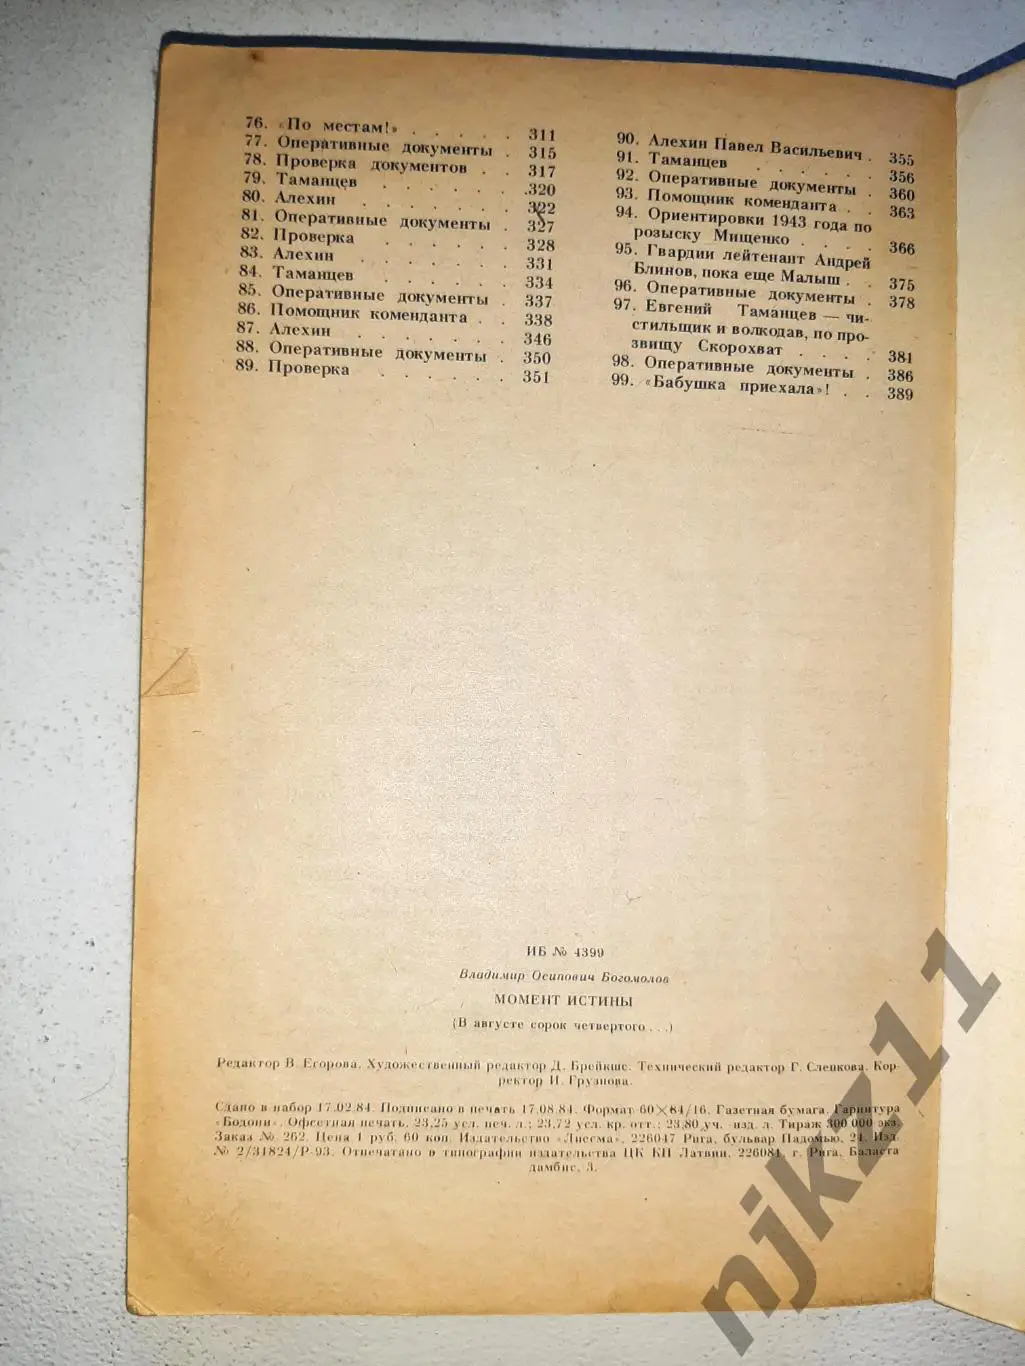 76. «По местам!» . . . . . 311
77. Оперативные документы . 315
78. Проверка документов . . 317
79. Таманцев . . . . . . 320
80. Алехин . . . . . . 322
81. Оперативные документы . 327
82. Проверка . . . . . . 328
83. Алехин . . . . . . 331
84. Таманцев . . . . . . 334
85. Оперативные документы . 337
86. Помощник коменданта . . 338
87. Алехин . . . . . . 346
88. Оперативные документы . 350
89. Проверка . . . . . . 351
90. Алехин Павел Васильевич . 355
91. Таманцев . . . . . . 356
92. Оперативные документы . 360
93. Помощник коменданта . . 363
94. Ориентировки 1943 года по
розыску Мищенко . . . . 366
95. Гвардии лейтенант Андрей
Блинов, пока еще Малыш . . 375
96. Оперативные документы . 378
97. Евгений Таманцев — чи-
стильщик и волкодав, по про-
звищу Скорохват . . . . 381
98. Оперативные документы . 386
99. «Бабушка приехала»! . . 389
ИБ № 4399
Владимир Осипович Богомолов
МОМЕНТ ИСТИНЫ
(В августе сорок четвертого . . .)
Редактор В. Егорова. Художественный редактор Д. Брейкшс. Технический редактор Г. Слепкова. Кор-
ректор И. Грузнова.
Сдано в набор 17.02.84. Подписано в печать 17.08.84. Формат 60×84/16. Газетная бумага. Гарнитура
«Бодони». Офсетная печать. 23,25 усл. печ. л.; 23,72 усл. кр. отт.; 23,80 уч. изд. л. Тираж 300 000 экз.
Заказ № 262. Цена 1 руб. 60 коп. Издательство «Лиесма», 226047 Рига, бульвар Падомью, 24. Изд.
№ 2/31824/Р-93. Отпечатано в типографии издательства ЦК КП Латвии, 226081, г. Рига, Баласта
дамбис, 3.
njkz11